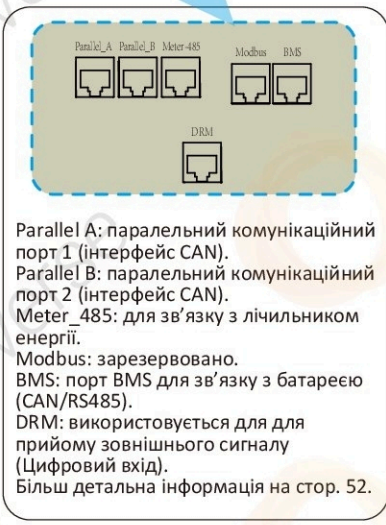 Parallel_A Parallel_B Meter-485 Modbus BMS
DRM
Parallel A: паралельний комунікаційний
порт 1 (інтерфейс CAN).
Parallel B: паралельний комунікаційний
порт 2 (інтерфейс CAN).
Meter_485: для зв’язку з лічильником
енергії.
Modbus: зарезервовано.
BMS: порт BMS для зв’язку з батареєю
(CAN/RS485).
DRM: використовується для для
прийому зовнішнього сигналу
(Цифровий вхід).
Більш детальна інформація на стор. 52.